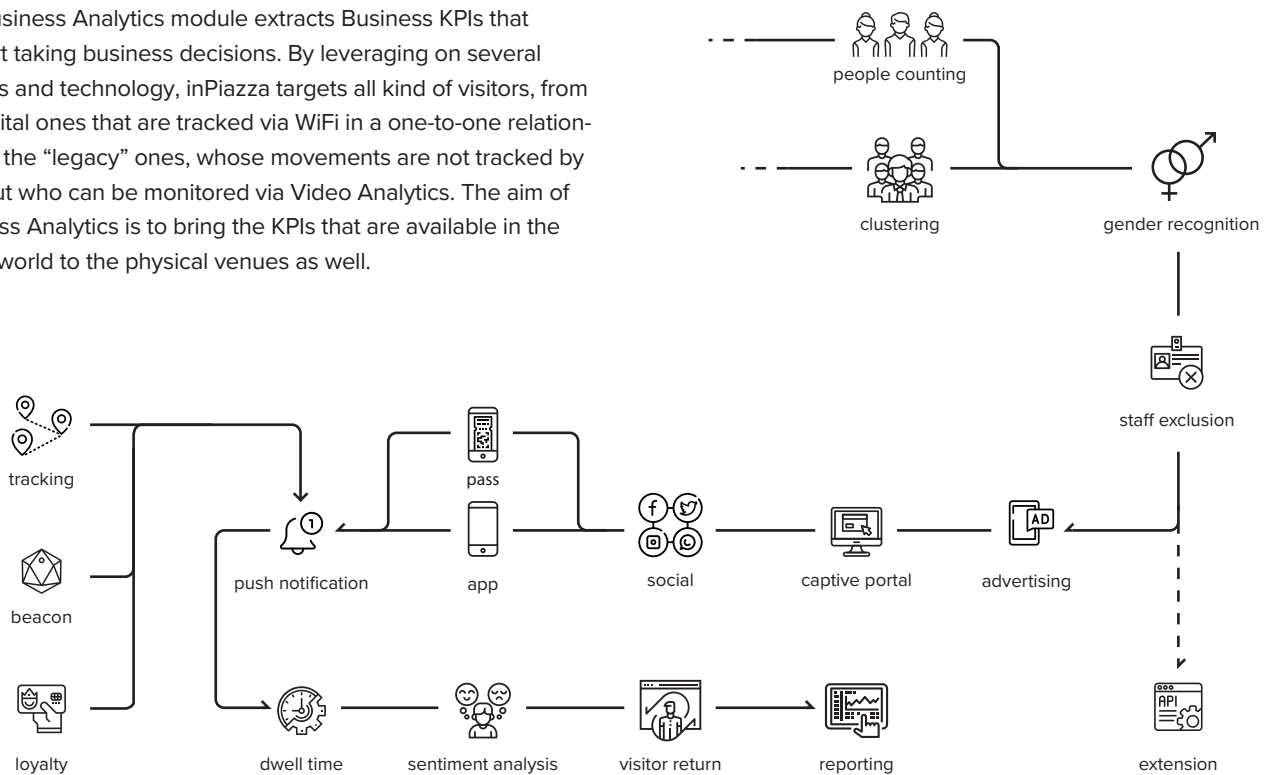 usiness Analytics module extracts Business KPIs that
t taking business decisions. By leveraging on several
s and technology, inPiazza targets all kind of visitors, from
ital ones that are tracked via WiFi in a one-to-one relation-
the “legacy” ones, whose movements are not tracked by
ut who can be monitored via Video Analytics. The aim of
ss Analytics is to bring the KPIs that are available in the
world to the physical venues as well.
people counting
clustering
gender recognition
staff exclusion
tracking
pass
1
AD
push notification
app
social
captive portal
advertising
beacon
API
loyalty
dwell time
sentiment analysis
visitor return
reporting
extension